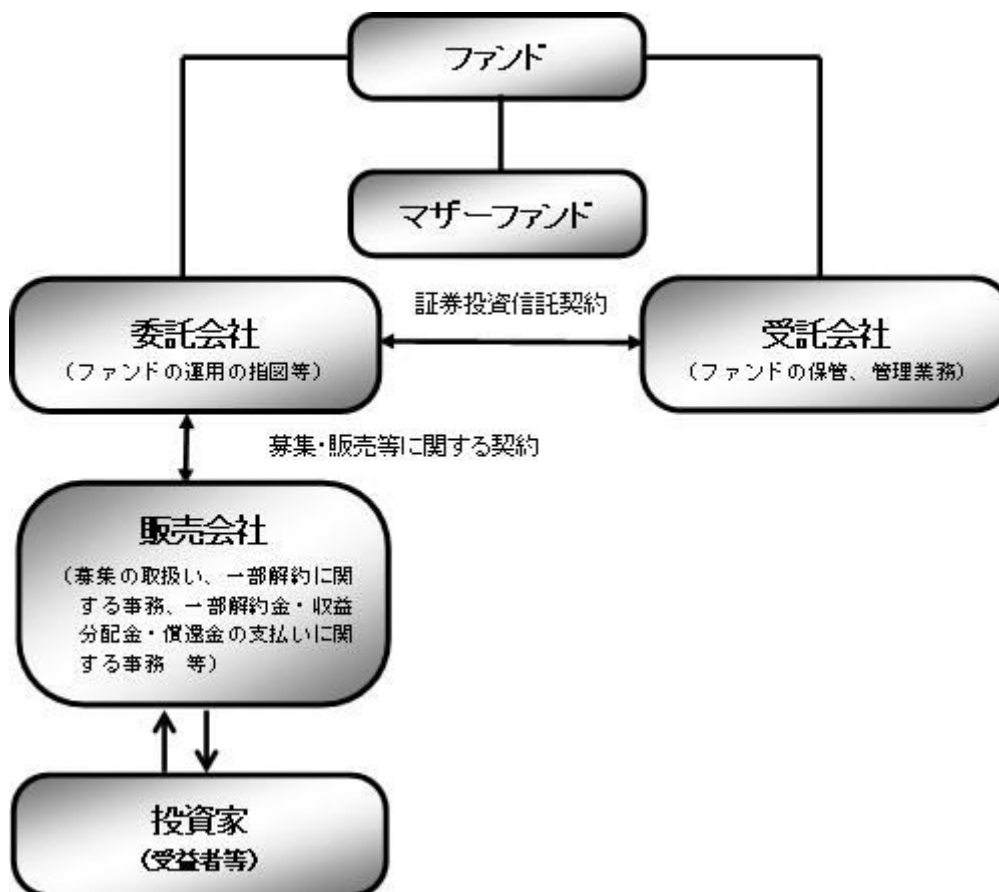 ファンド
マザーファンド
証券投資信託契約
委託会社
（ファンドの運用の指図等）
受託会社
（ファンドの保管、管理業務）
募集・販売等に関する契約
販売会社
（募集の取扱い、一部解約に関
する事務、一部解約金・収益
分配金・償還金の支払いに関
する事務　等）
投資家
（受益者等）